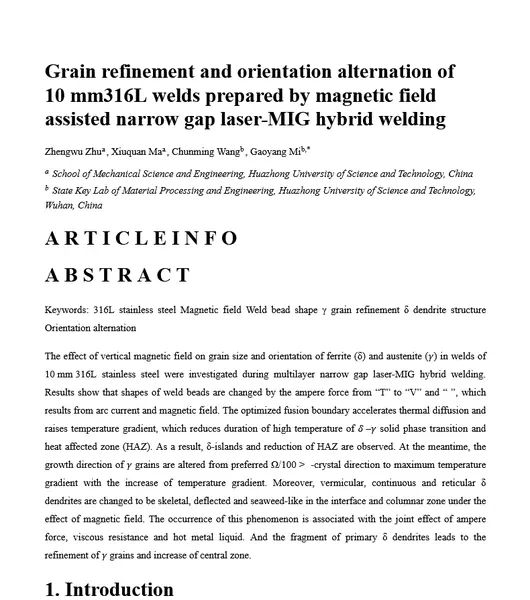 Grain refinement and orientation alternation of
10 mm316L welds prepared by magnetic field
assisted narrow gap laser-MIG hybrid welding
Zhengwu Zhuᵃ, Xiuquan Maᵃ, Chunming Wangᵇ, Gaoyang Miᵇ,*
ᵃ School of Mechanical Science and Engineering, Huazhong University of Science and Technology, China
ᵇ State Key Lab of Material Processing and Engineering, Huazhong University of Science and Technology,
Wuhan, China
A R T I C L E I N F O
A B S T R A C T
Keywords: 316L stainless steel Magnetic field Weld bead shape γ grain refinement δ dendrite structure
Orientation alternation
The effect of vertical magnetic field on grain size and orientation of ferrite (δ) and austenite (γ) in welds of
10 mm 316L stainless steel were investigated during multilayer narrow gap laser-MIG hybrid welding.
Results show that shapes of weld beads are changed by the ampere force from “T” to “V” and “ ”, which
results from arc current and magnetic field. The optimized fusion boundary accelerates thermal diffusion and
raises temperature gradient, which reduces duration of high temperature of δ –γ solid phase transition and
heat affected zone (HAZ). As a result, δ-islands and reduction of HAZ are observed. At the meantime, the
growth direction of γ grains are altered from preferred Ω/100 > -crystal direction to maximum temperature
gradient with the increase of temperature gradient. Moreover, vermicular, continuous and reticular δ
dendrites are changed to be skeletal, deflected and seaweed-like in the interface and columnar zone under the
effect of magnetic field. The occurrence of this phenomenon is associated with the joint effect of ampere
force, viscous resistance and hot metal liquid. And the fragment of primary δ dendrites leads to the
refinement of γ grains and increase of central zone.
1. Introduction